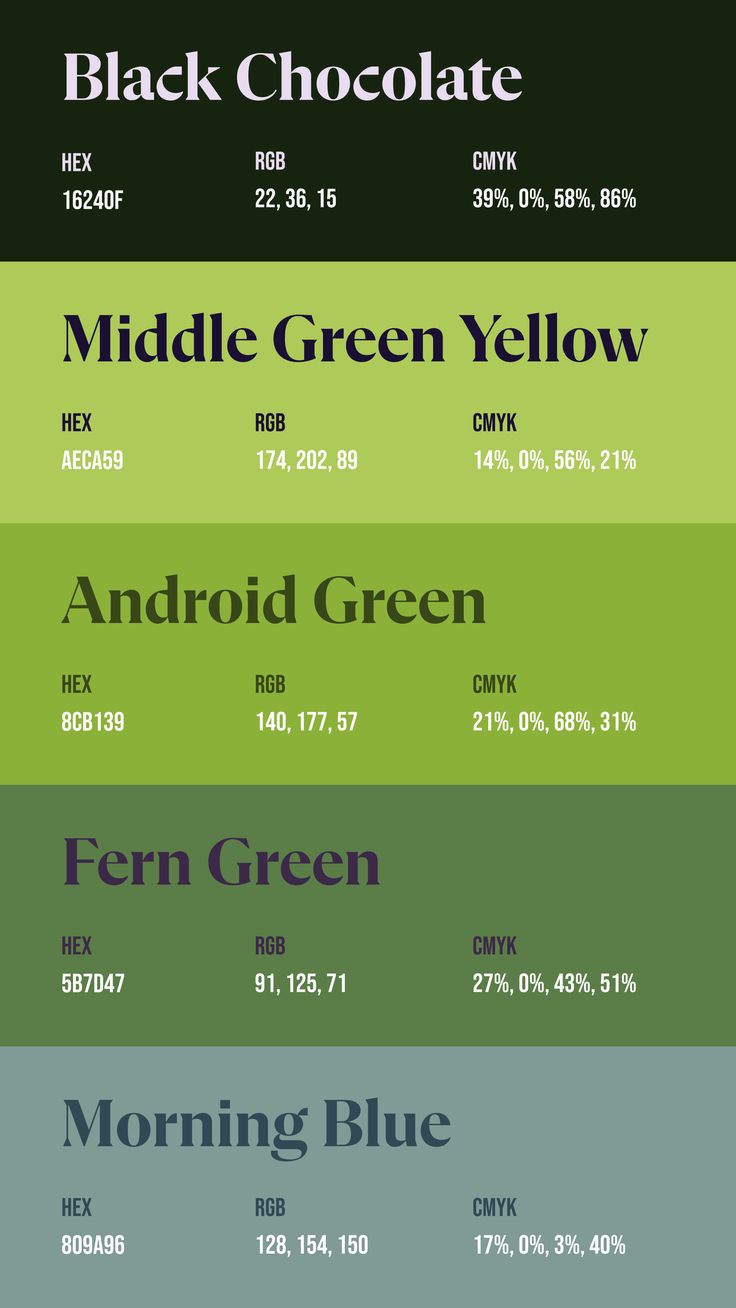 Black Chocolate
HEX RGB CMYK
16240F 22, 36, 15 39%, 0%, 58%, 86%
Middle Green Yellow
HEX RGB CMYK
AECA59 174, 202, 89 14%, 0%, 56%, 21%
Android Green
HEX RGB CMYK
8CB139 140, 177, 57 21%, 0%, 68%, 31%
Fern Green
HEX RGB CMYK
5B7D47 91, 125, 71 27%, 0%, 43%, 51%
Morning Blue
HEX RGB CMYK
809A96 128, 154, 150 17%, 0%, 3%, 40%